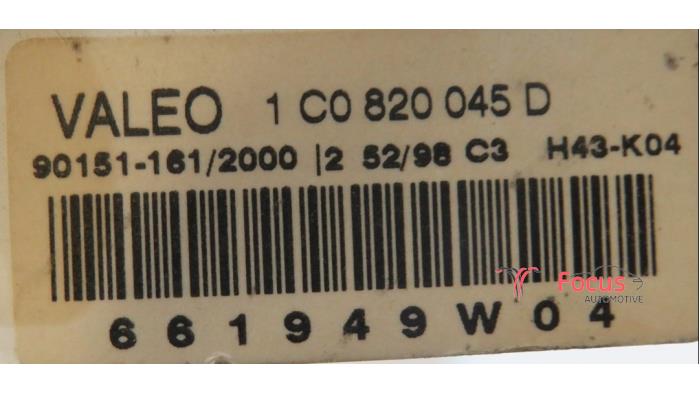 VALEO 1 C0 820 045 D
90151-161/2000 |2 52/98 C3 H43-K04
661949W04
Focus
AUTOMOTIVE